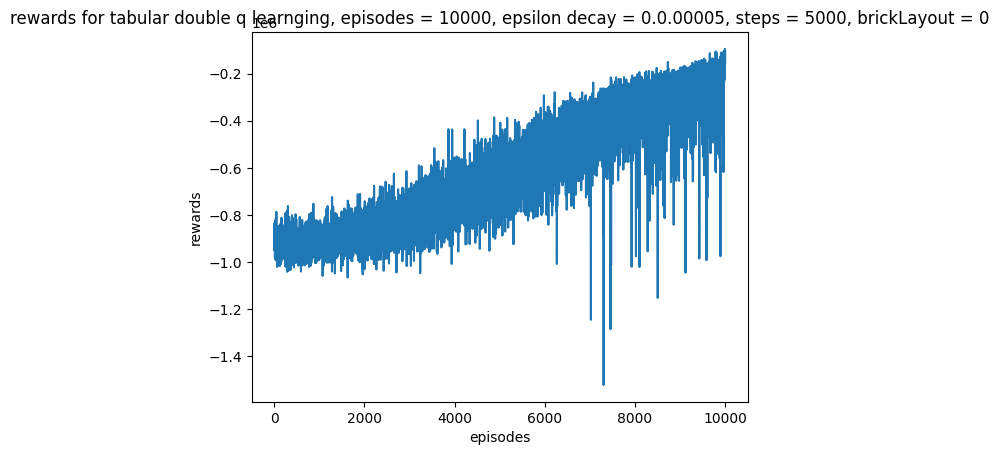 rewards for tabular double q learnging, episodes = 10000, epsilon decay = 0.0.00005, steps = 5000, brickLayout = 0
1e6
−0.2
−0.4
−0.6
−0.8
−1.0
−1.2
−1.4
rewards
0 2000 4000 6000 8000 10000
episodes